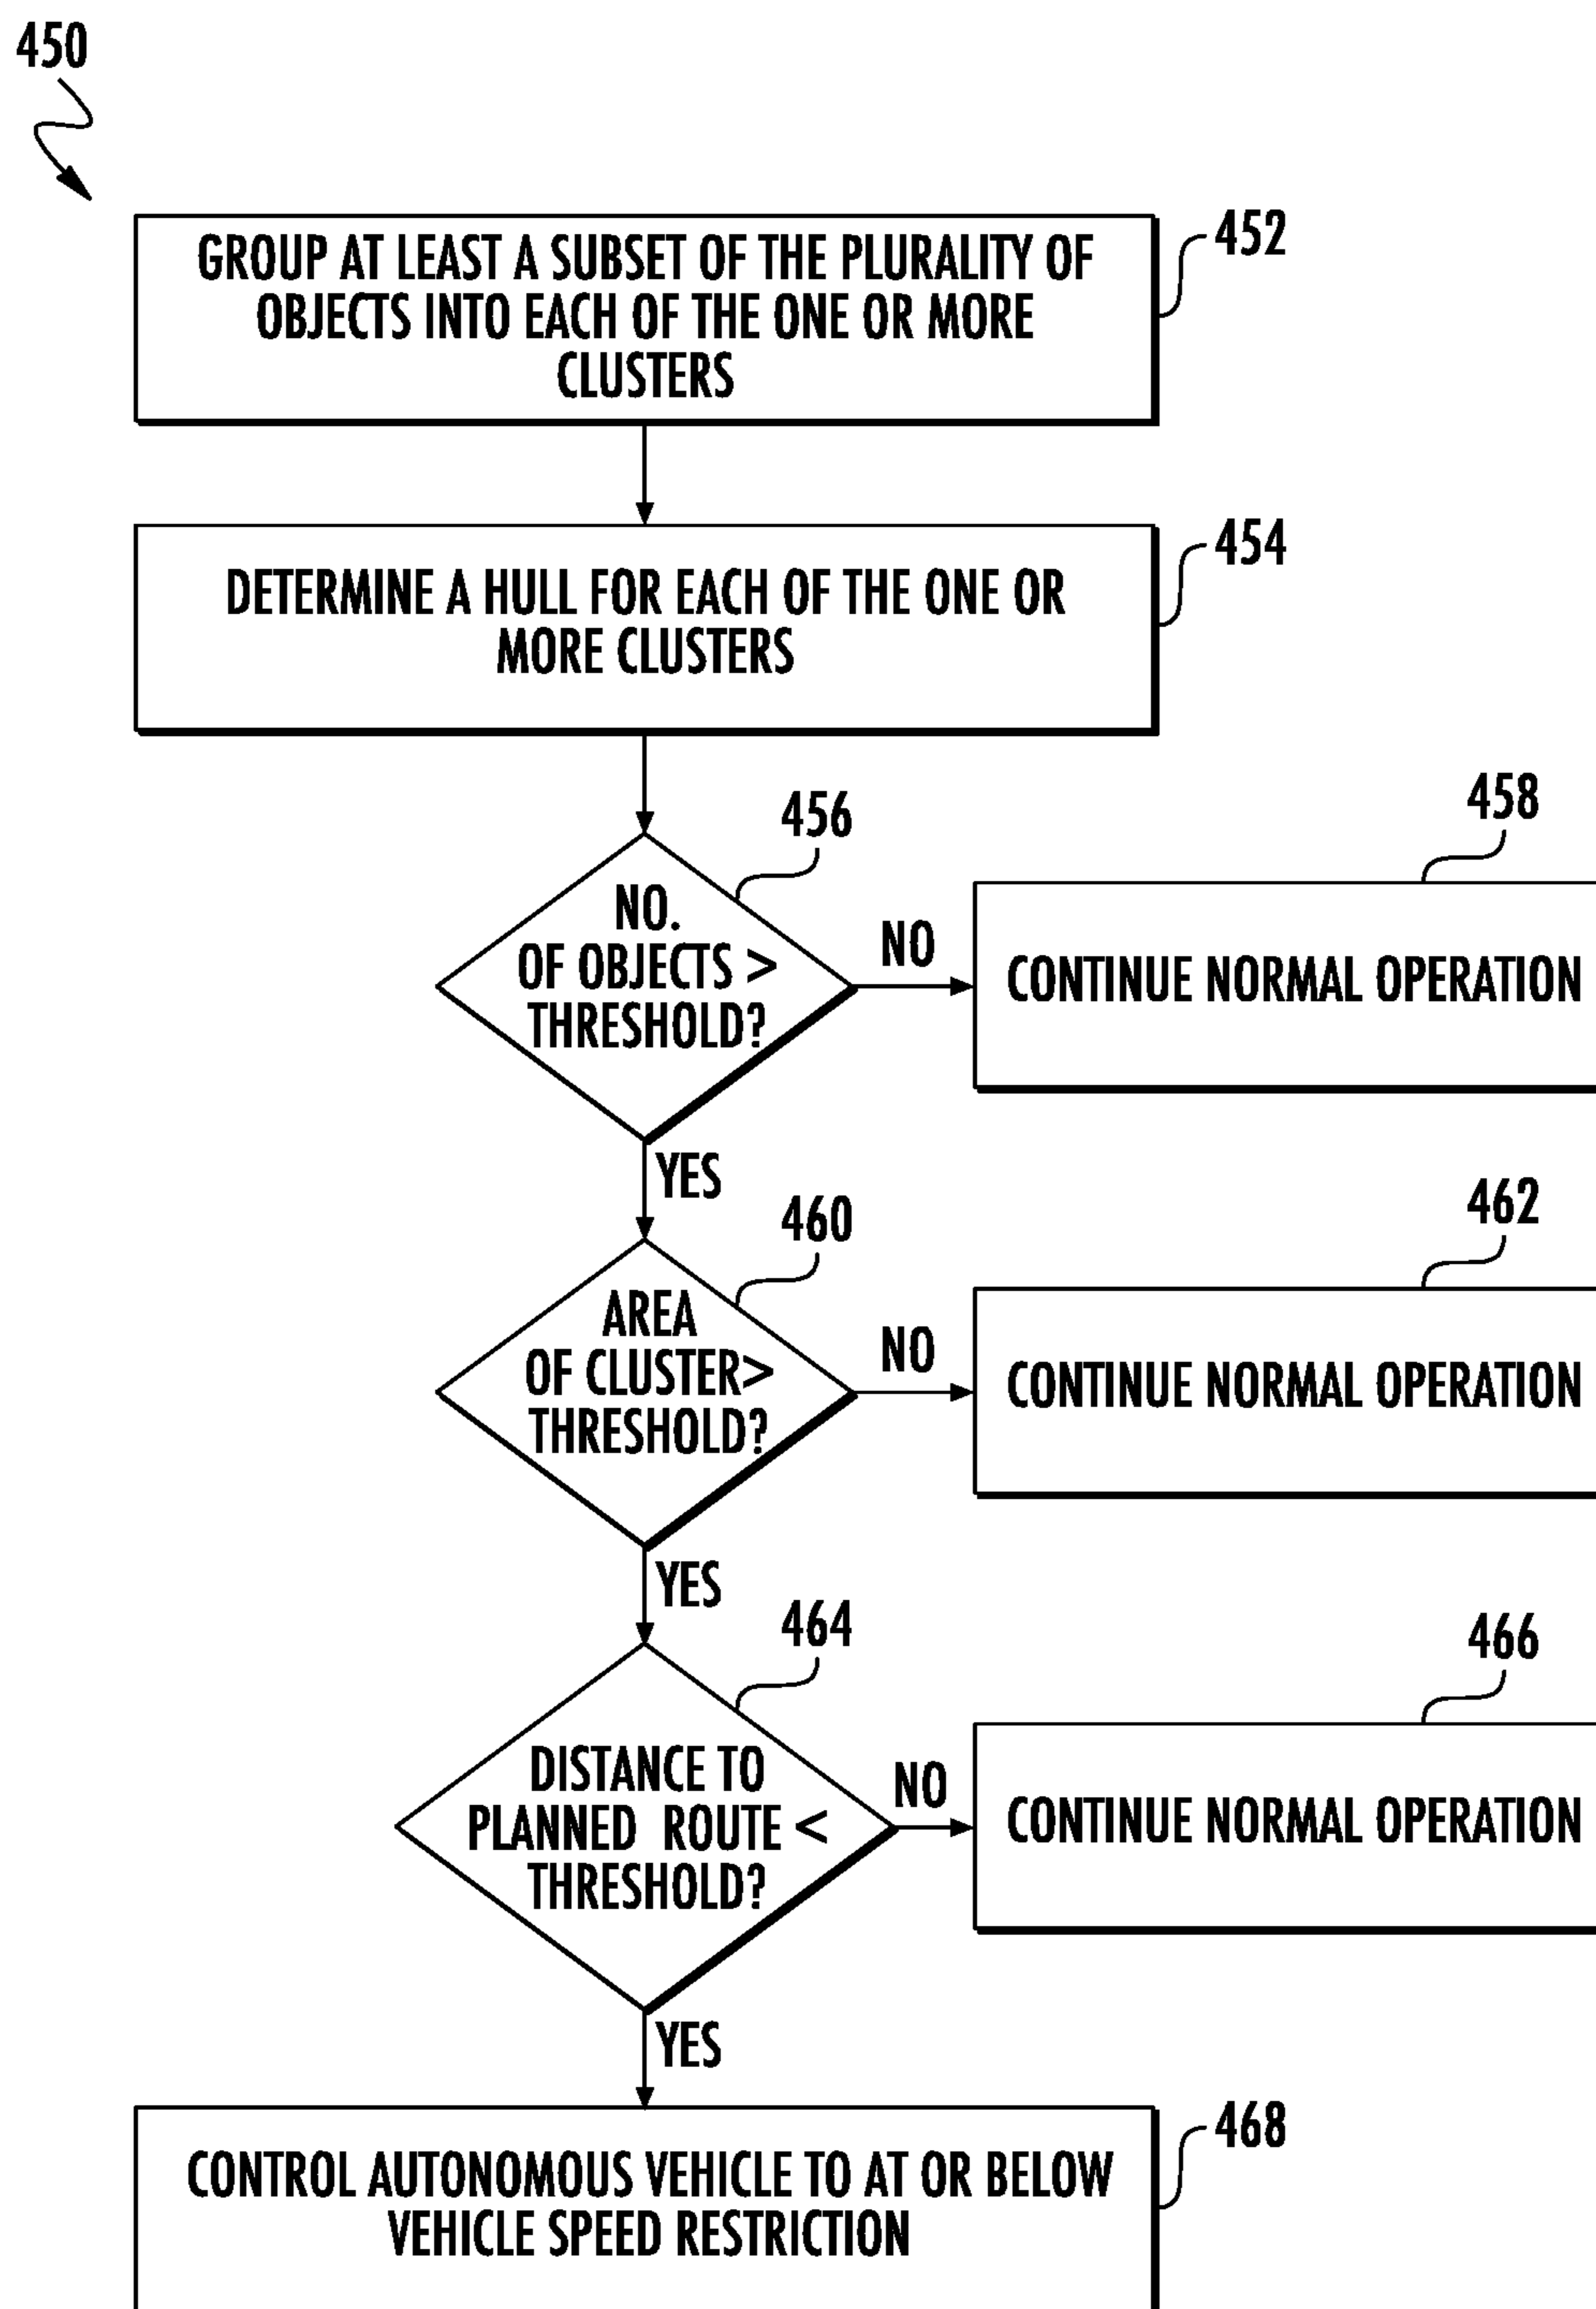 450
GROUP AT LEAST A SUBSET OF THE PLURALITY OF
OBJECTS INTO EACH OF THE ONE OR MORE
CLUSTERS
452
DETERMINE A HULL FOR EACH OF THE ONE OR
MORE CLUSTERS
454
456
NO.
OF OBJECTS >
THRESHOLD?
NO
458
CONTINUE NORMAL OPERATION
YES
460
AREA
OF CLUSTER>
THRESHOLD?
NO
462
CONTINUE NORMAL OPERATION
YES
464
DISTANCE TO
PLANNED ROUTE <
THRESHOLD?
NO
466
CONTINUE NORMAL OPERATION
YES
CONTROL AUTONOMOUS VEHICLE TO AT OR BELOW
VEHICLE SPEED RESTRICTION
468